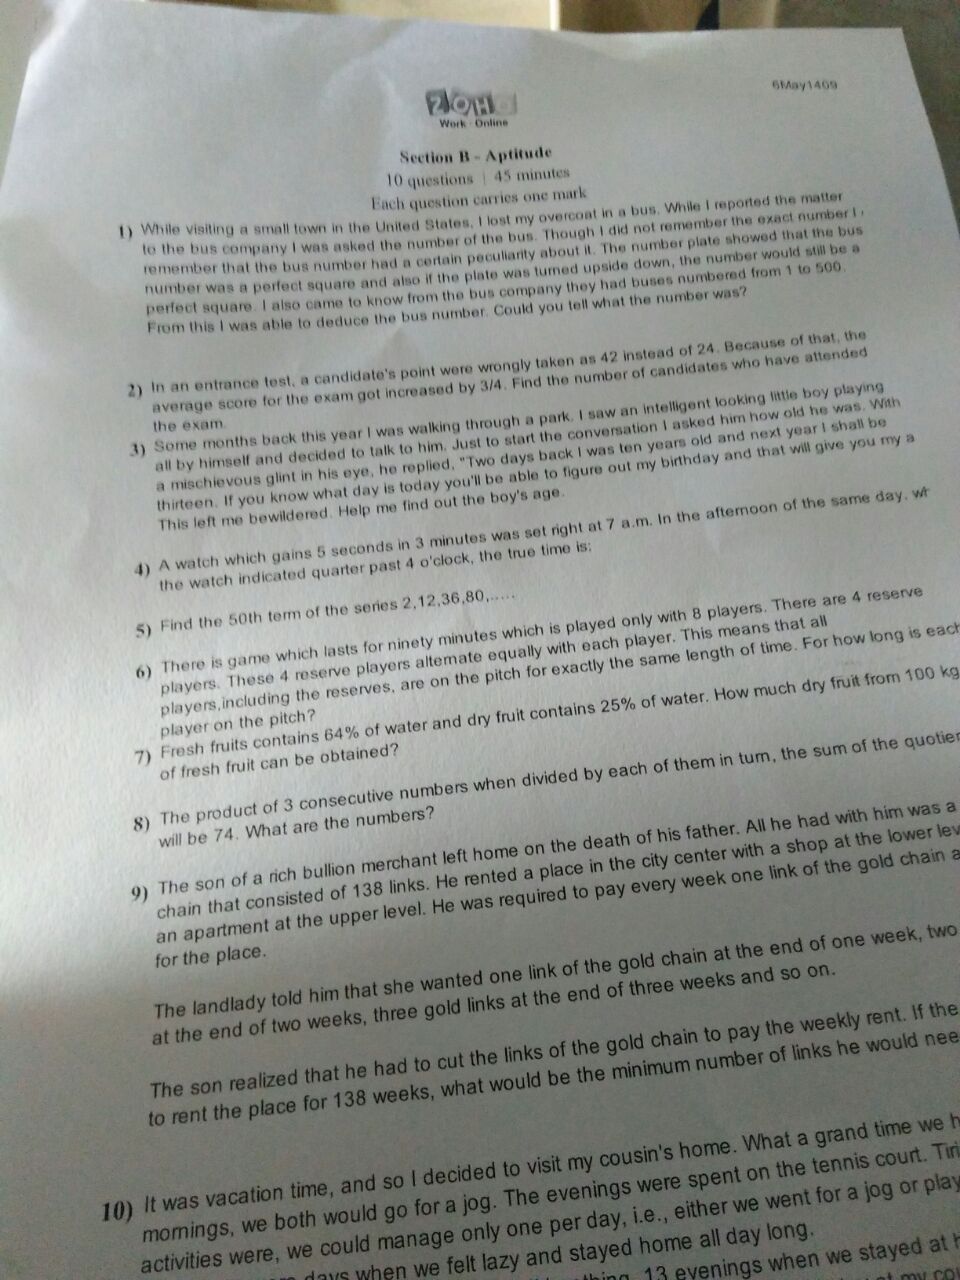 6May1409
ZOHO
Work Online
Section B - Aptitude
10 questions | 45 minutes
Each question carries one mark
1) While visiting a small town in the United States, I lost my overcoat in a bus. While I reported the matter
to the bus company I was asked the number of the bus. Though I did not remember the exact number I,
remember that the bus number had a certain peculiarity about it. The number plate showed that the bus
number was a perfect square and also if the plate was turned upside down, the number would still be a
perfect square. I also came to know from the bus company they had buses numbered from 1 to 500.
From this I was able to deduce the bus number. Could you tell what the number was?
2) In an entrance test, a candidate's point were wrongly taken as 42 instead of 24. Because of that, the
average score for the exam got increased by 3/4. Find the number of candidates who have attended
the exam.
3) Some months back this year I was walking through a park. I saw an intelligent looking little boy playing
all by himself and decided to talk to him. Just to start the conversation I asked him how old he was. With
a mischievous glint in his eye, he replied, "Two days back I was ten years old and next year I shall be
thirteen. If you know what day is today you'll be able to figure out my birthday and that will give you my a
This left me bewildered. Help me find out the boy's age.
4) A watch which gains 5 seconds in 3 minutes was set right at 7 a.m. In the afternoon of the same day, wh
the watch indicated quarter past 4 o'clock, the true time is:
5) Find the 50th term of the series 2,12,36,80,.....
6) There is game which lasts for ninety minutes which is played only with 8 players. There are 4 reserve
players. These 4 reserve players alternate equally with each player. This means that all
players,including the reserves, are on the pitch for exactly the same length of time. For how long is each
player on the pitch?
7) Fresh fruits contains 64% of water and dry fruit contains 25% of water. How much dry fruit from 100 kg
of fresh fruit can be obtained?
8) The product of 3 consecutive numbers when divided by each of them in turn, the sum of the quotien
will be 74. What are the numbers?
9) The son of a rich bullion merchant left home on the death of his father. All he had with him was a
chain that consisted of 138 links. He rented a place in the city center with a shop at the lower lev
an apartment at the upper level. He was required to pay every week one link of the gold chain a
for the place.
The landlady told him that she wanted one link of the gold chain at the end of one week, two
at the end of two weeks, three gold links at the end of three weeks and so on.
The son realized that he had to cut the links of the gold chain to pay the weekly rent. If the
to rent the place for 138 weeks, what would be the minimum number of links he would nee
10) It was vacation time, and so I decided to visit my cousin's home. What a grand time we h
mornings, we both would go for a jog. The evenings were spent on the tennis court. Tiri
activities were, we could manage only one per day, i.e., either we went for a jog or play
days when we felt lazy and stayed home all day long.
13 evenings when we stayed at h
my cou